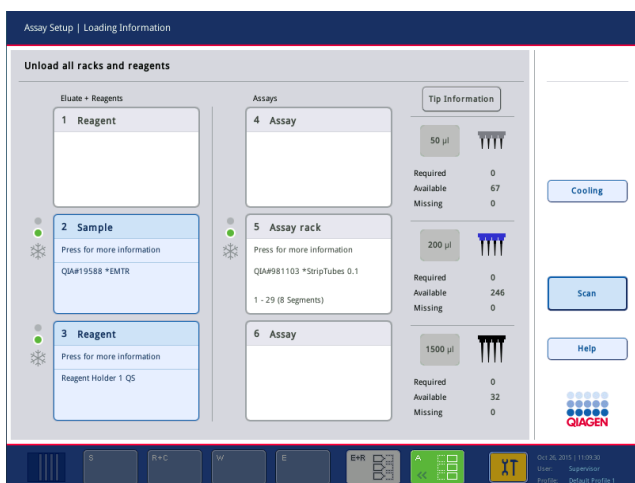 Assay Setup | Loading Information
Unload all racks and reagents
Eluate + Reagents
1 Reagent
2 Sample
Press for more information
QIA#19588 *EMTR
3 Reagent
Press for more information
Reagent Holder 1 QS
Assays
4 Assay
5 Assay rack
Press for more information
QIA#981103 *StripTubes 0.1
1 - 29 (8 Segments)
6 Assay
Tip Information
50 µl
Required 0
Available 67
Missing 0
200 µl
Required 0
Available 246
Missing 0
1500 µl
Required 0
Available 32
Missing 0
Cooling
Scan
Help
QIAGEN
S
R+C
W
E
E+R
A
<<
Oct 26, 2015 | 11:09:30
User: Supervisor
Profile: Default Profile 1